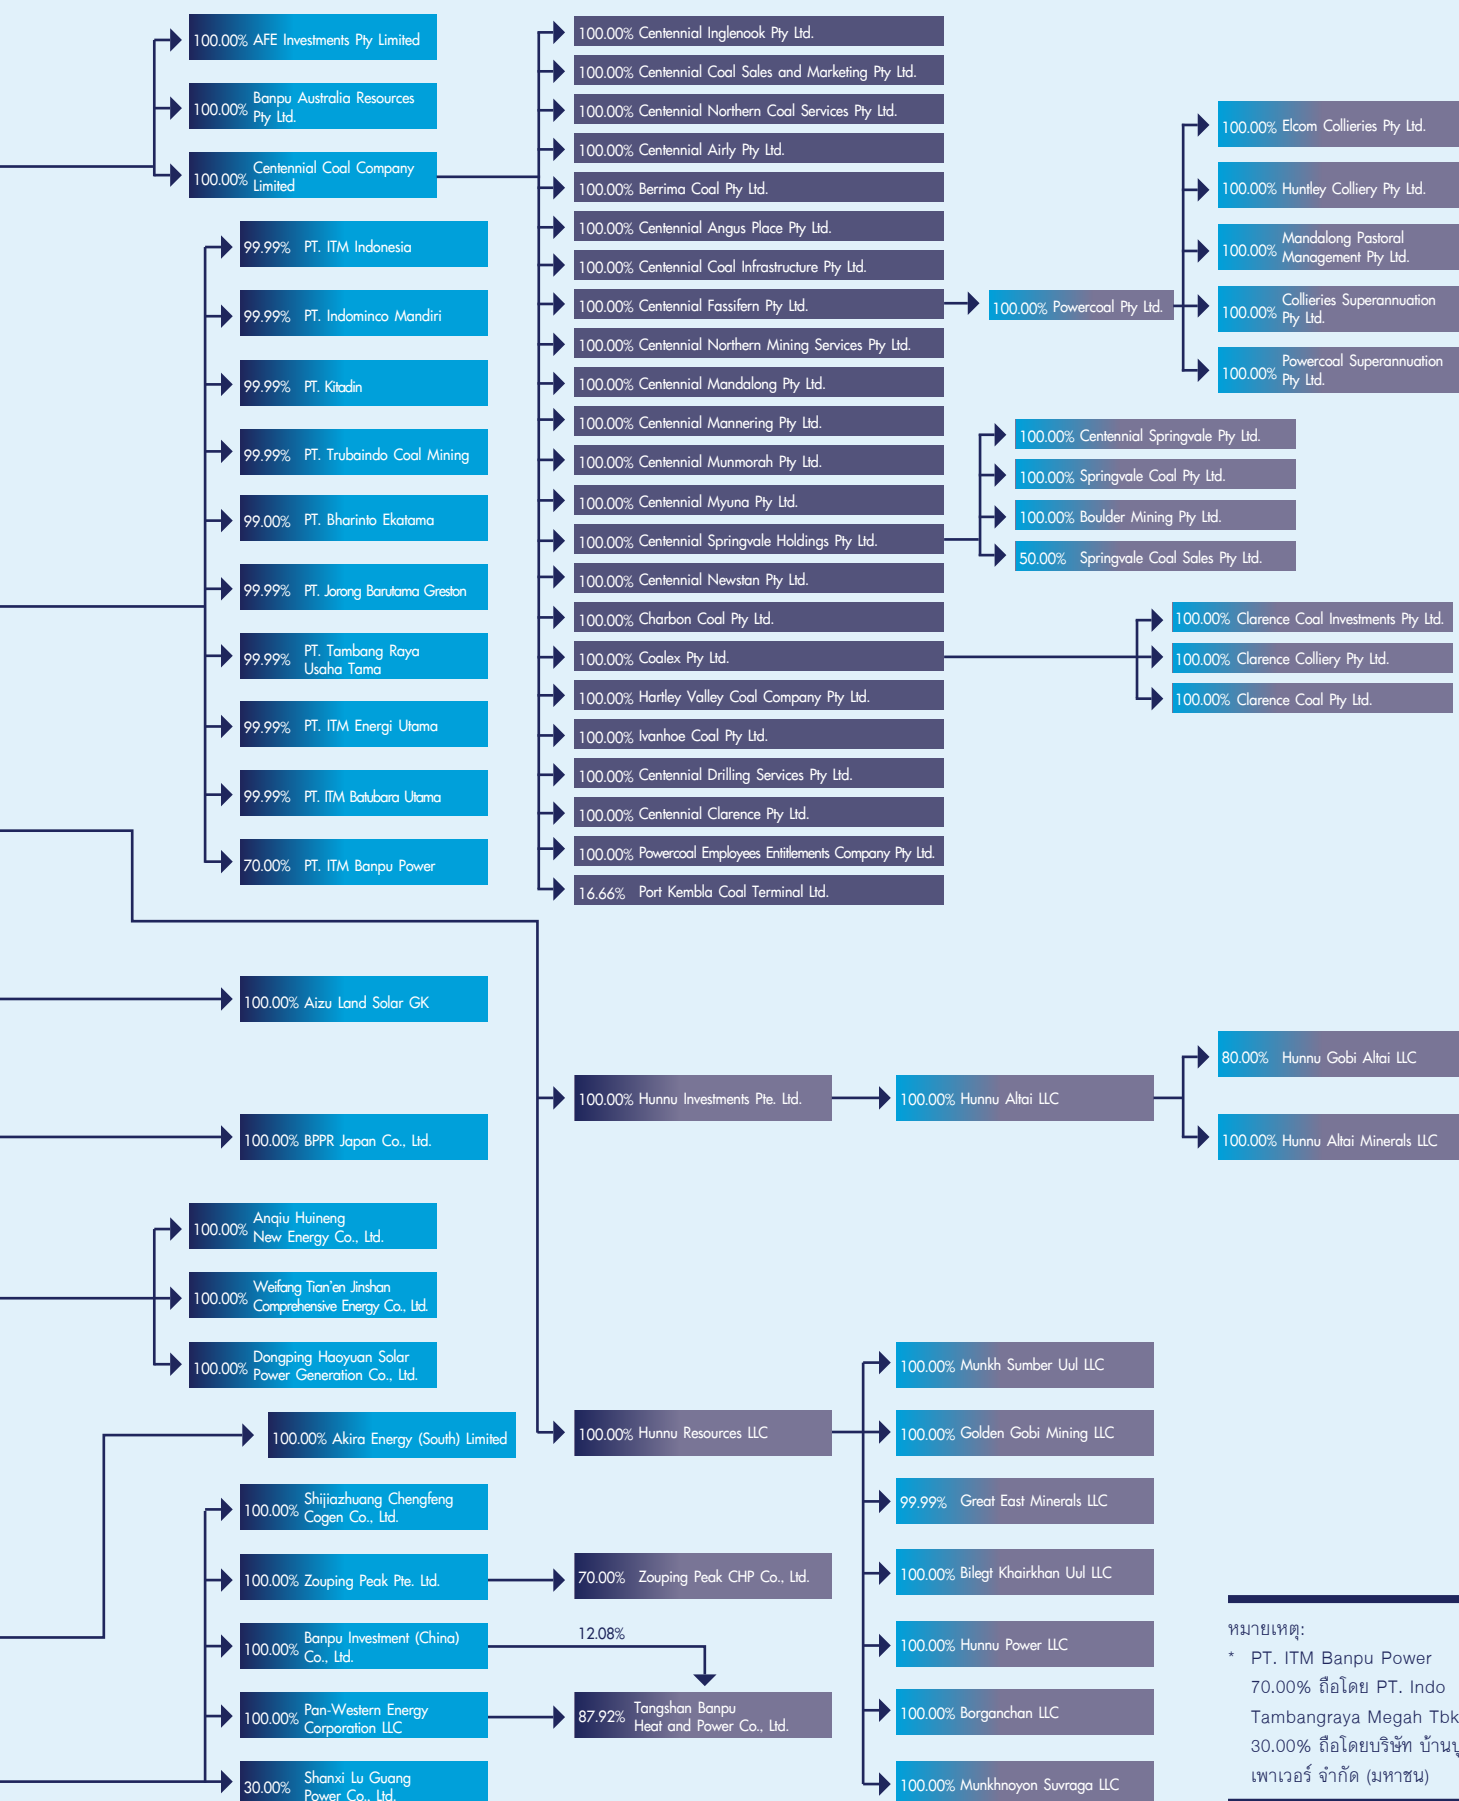 100.00% AFE Investments Pty Limited
100.00% Banpu Australia Resources
Pty Ltd.
100.00% Centennial Coal Company
Limited
99.99% PT. ITM Indonesia
99.99% PT. Indominco Mandiri
99.99% PT. Kitadin
99.99% PT. Trubaindo Coal Mining
99.00% PT. Bharinto Ekatama
99.99% PT. Jorong Barutama Greston
99.99% PT. Tambang Raya
Usaha Tama
99.99% PT. ITM Energi Utama
99.99% PT. ITM Batubara Utama
70.00% PT. ITM Banpu Power
100.00% Aizu Land Solar GK
100.00% BPPR Japan Co., Ltd.
100.00% Anqiu Huineng
New Energy Co., Ltd.
100.00% Weifang Tian'en Jinshan
Comprehensive Energy Co., Ltd.
100.00% Dongping Haoyuan Solar
Power Generation Co., Ltd.
100.00% Akira Energy (South) Limited
100.00% Shijiazhuang Chengfeng
Cogen Co., Ltd.
100.00% Zouping Peak Pte. Ltd.
100.00% Banpu Investment (China)
Co., Ltd.
100.00% Pan-Western Energy
Corporation LLC
30.00% Shanxi Lu Guang
Power Co., Ltd.
100.00% Centennial Inglenook Pty Ltd.
100.00% Centennial Coal Sales and Marketing Pty Ltd.
100.00% Centennial Northern Coal Services Pty Ltd.
100.00% Centennial Airly Pty Ltd.
100.00% Berrima Coal Pty Ltd.
100.00% Centennial Angus Place Pty Ltd.
100.00% Centennial Coal Infrastructure Pty Ltd.
100.00% Centennial Fassifern Pty Ltd.
100.00% Centennial Northern Mining Services Pty Ltd.
100.00% Centennial Mandalong Pty Ltd.
100.00% Centennial Mannering Pty Ltd.
100.00% Centennial Munmorah Pty Ltd.
100.00% Centennial Myuna Pty Ltd.
100.00% Centennial Springvale Holdings Pty Ltd.
100.00% Centennial Newstan Pty Ltd.
100.00% Charbon Coal Pty Ltd.
100.00% Coalex Pty Ltd.
100.00% Hartley Valley Coal Company Pty Ltd.
100.00% Ivanhoe Coal Pty Ltd.
100.00% Centennial Drilling Services Pty Ltd.
100.00% Centennial Clarence Pty Ltd.
100.00% Powercoal Employees Entitlements Company Pty Ltd.
16.66% Port Kembla Coal Terminal Ltd.
100.00% Hunnu Investments Pte. Ltd.
100.00% Hunnu Resources LLC
70.00% Zouping Peak CHP Co., Ltd.
12.08%
87.92% Tangshan Banpu
Heat and Power Co., Ltd.
100.00% Powercoal Pty Ltd.
100.00% Elcom Collieries Pty Ltd.
100.00% Huntley Colliery Pty Ltd.
100.00% Mandalong Pastoral
Management Pty Ltd.
100.00% Collieries Superannuation
Pty Ltd.
100.00% Powercoal Superannuation
Pty Ltd.
100.00% Centennial Springvale Pty Ltd.
100.00% Springvale Coal Pty Ltd.
100.00% Boulder Mining Pty Ltd.
50.00% Springvale Coal Sales Pty Ltd.
100.00% Clarence Coal Investments Pty Ltd.
100.00% Clarence Colliery Pty Ltd.
100.00% Clarence Coal Pty Ltd.
100.00% Hunnu Altai LLC
80.00% Hunnu Gobi Altai LLC
100.00% Hunnu Altai Minerals LLC
100.00% Munkh Sumber Uul LLC
100.00% Golden Gobi Mining LLC
99.99% Great East Minerals LLC
100.00% Bilegt Khairkhan Uul LLC
100.00% Hunnu Power LLC
100.00% Borganchan LLC
100.00% Munkhnoyon Suvraga LLC
หมายเหตุ:
* PT. ITM Banpu Power
70.00% ถือโดย PT. Indo
Tambangraya Megah Tbk
30.00% ถือโดยบริษัท บ้านปู
เพาเวอร์ จำกัด (มหาชน)